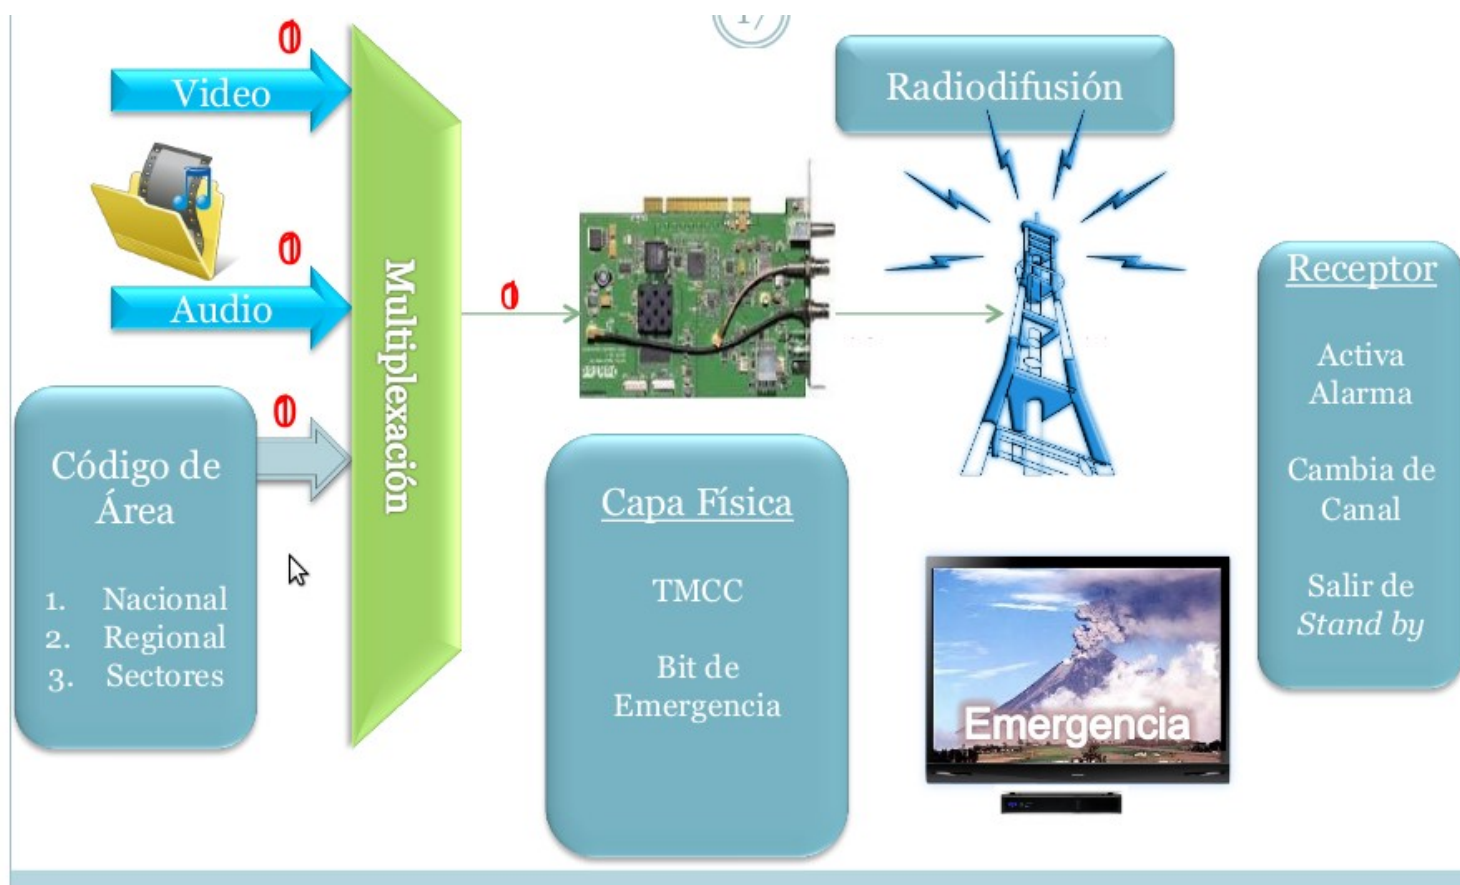 17
Video
Audio
Código de
Área
1. Nacional
2. Regional
3. Sectores
Multiplexación
Capa Física
TMCC
Bit de
Emergencia
Radiodifusión
Emergencia
Receptor
Activa
Alarma
Cambia de
Canal
Salir de
Stand by